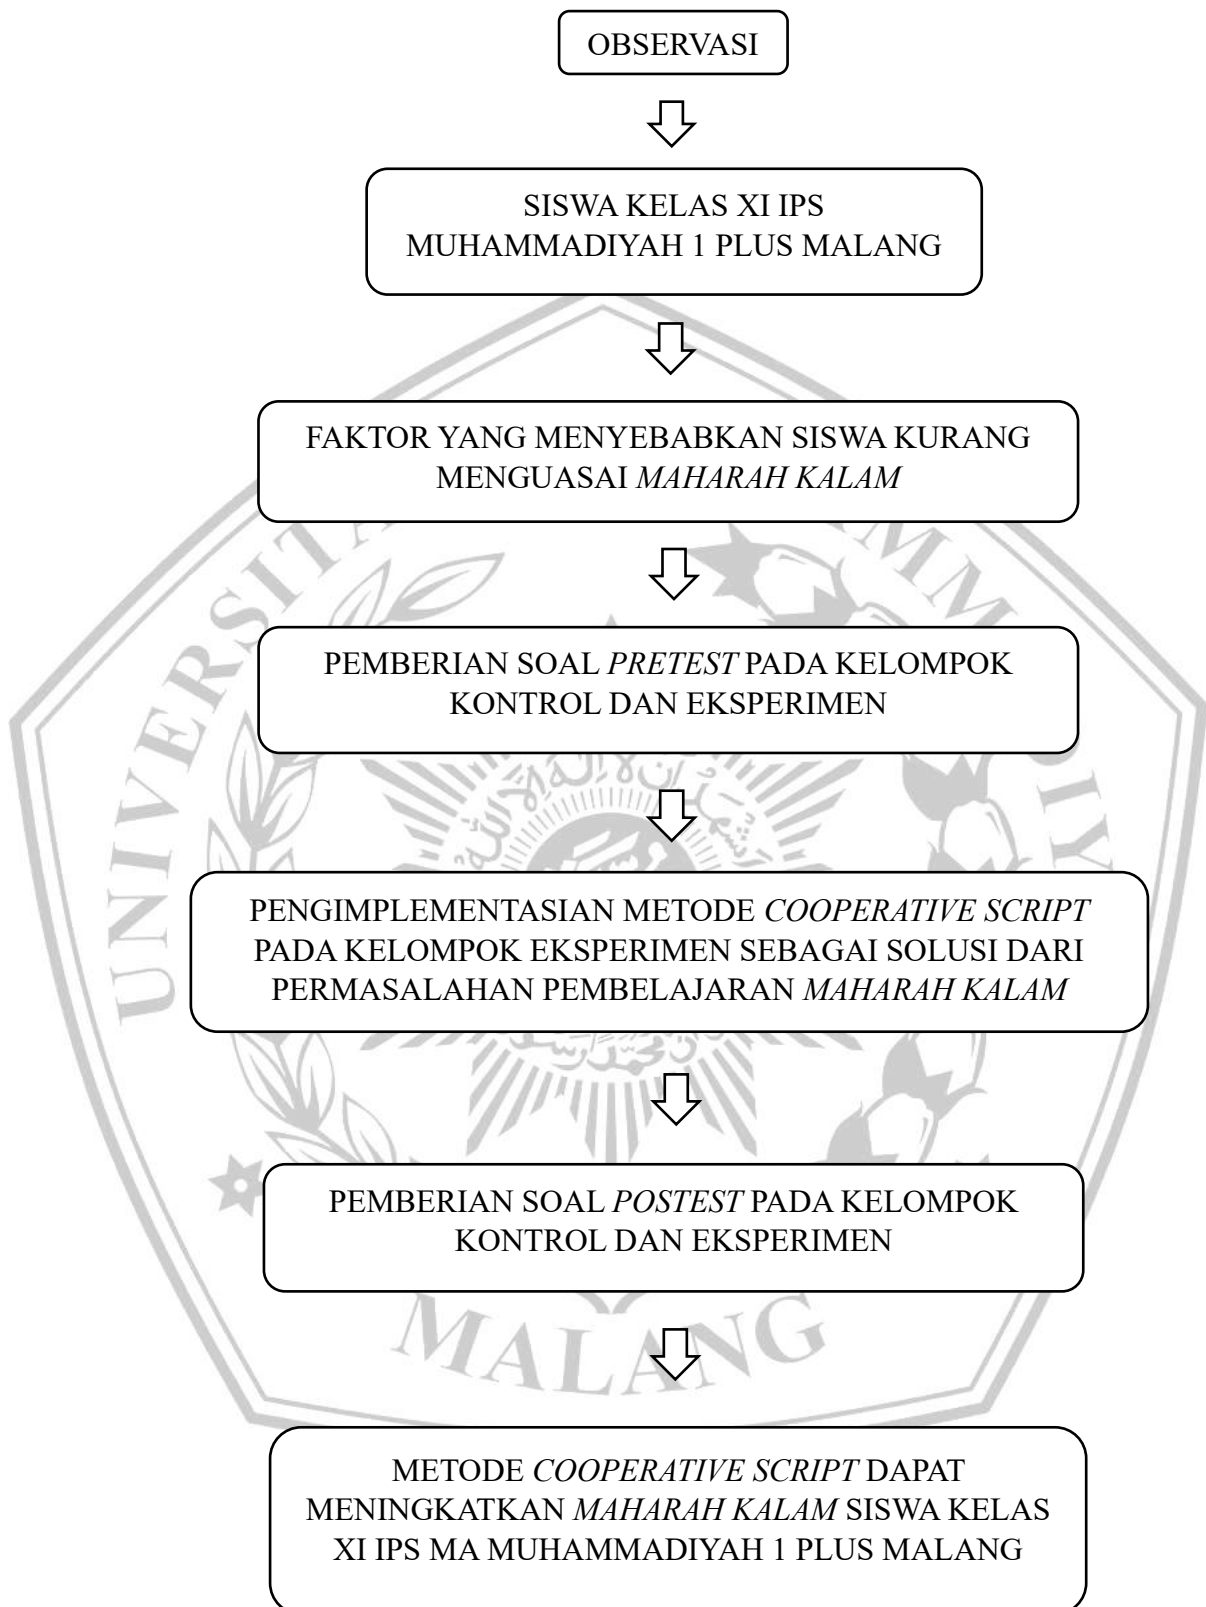 OBSERVASI
SISWA KELAS XI IPS
MUHAMMADIYAH 1 PLUS MALANG
FAKTOR YANG MENYEBABKAN SISWA KURANG
MENGUASAI MAHARAH KALAM
PEMBERIAN SOAL PRETEST PADA KELOMPOK
KONTROL DAN EKSPERIMEN
PENGIMPLEMENTASIAN METODE COOPERATIVE SCRIPT
PADA KELOMPOK EKSPERIMEN SEBAGAI SOLUSI DARI
PERMASALAHAN PEMBELAJARAN MAHARAH KALAM
PEMBERIAN SOAL POSTEST PADA KELOMPOK
KONTROL DAN EKSPERIMEN
MALANG
METODE COOPERATIVE SCRIPT DAPAT
MENINGKATKAN MAHARAH KALAM SISWA KELAS
XI IPS MA MUHAMMADIYAH 1 PLUS MALANG